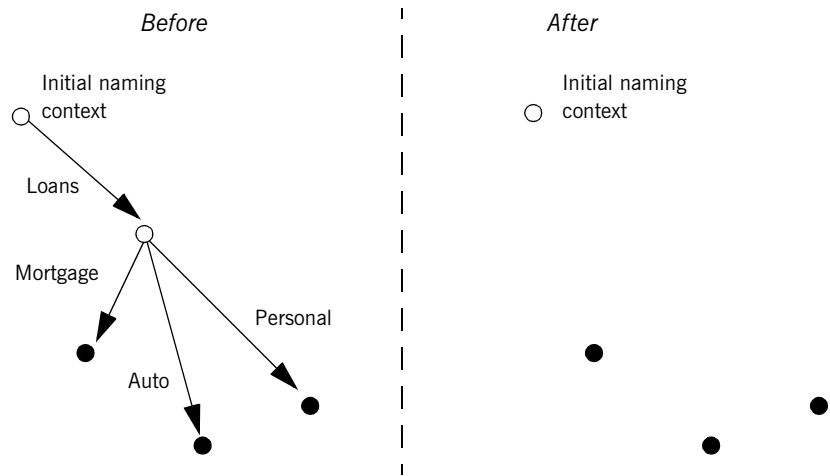 Before
Initial naming
context
Loans
Mortgage
Personal
Auto
After
Initial naming
context